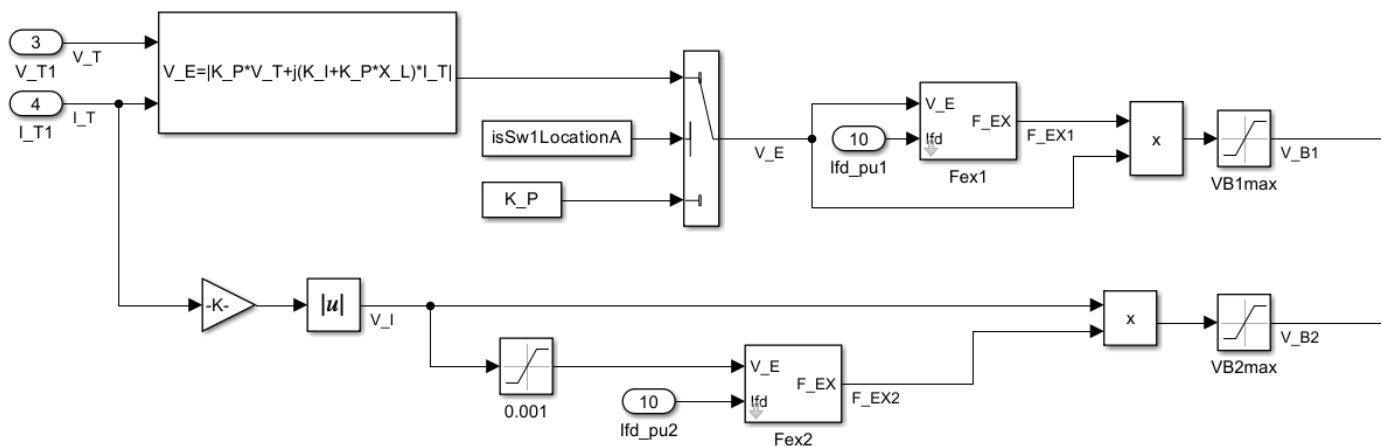 3
V_T
V_T1
4
I_T
I_T1
V_E=|K_P*V_T+j(K_I+K_P*X_L)*I_T|
isSw1LocationA
K_P
V_E
V_E
Ifd
F_EX
10
Ifd_pu1
Fex1
F_EX1
x
VB1max
V_B1
-K-
|u|
V_I
0.001
V_E
Ifd
F_EX
10
Ifd_pu2
Fex2
F_EX2
x
VB2max
V_B2